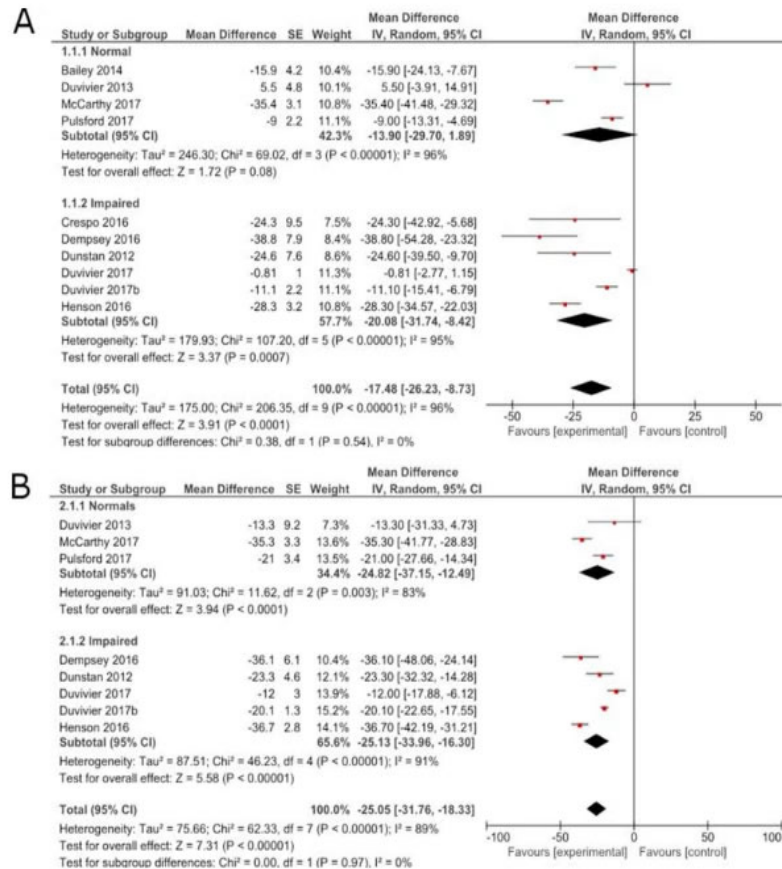 A
Mean Difference Mean Difference
Study or Subgroup Mean Difference SE Weight IV, Random, 95% CI IV, Random, 95% CI
1.1.1 Normal
Bailey 2014 -15.9 4.2 10.4% -15.90 [-24.13, -7.67]
Duvivier 2013 5.5 4.8 10.1% 5.50 [-3.91, 14.91]
McCarthy 2017 -35.4 3.1 10.8% -35.40 [-41.48, -29.32]
Pulsford 2017 -9 2.2 11.1% -9.00 [-13.31, -4.69]
Subtotal (95% CI) 42.3% -13.90 [-29.70, 1.89]
Heterogeneity: Tau² = 246.30; Chi² = 69.02, df = 3 (P < 0.00001); I² = 96%
Test for overall effect: Z = 1.72 (P = 0.08)
1.1.2 Impaired
Crespo 2016 -24.3 9.5 7.5% -24.30 [-42.92, -5.68]
Dempsey 2016 -38.8 7.9 8.4% -38.80 [-54.28, -23.32]
Dunstan 2012 -24.6 7.6 8.6% -24.60 [-39.50, -9.70]
Duvivier 2017 -0.81 1 11.3% -0.81 [-2.77, 1.15]
Duvivier 2017b -11.1 2.2 11.1% -11.10 [-15.41, -6.79]
Henson 2016 -28.3 3.2 10.8% -28.30 [-34.57, -22.03]
Subtotal (95% CI) 57.7% -20.08 [-31.74, -8.42]
Heterogeneity: Tau² = 179.93; Chi² = 107.20, df = 5 (P < 0.00001); I² = 95%
Test for overall effect: Z = 3.37 (P = 0.0007)
Total (95% CI) 100.0% -17.48 [-26.23, -8.73]
Heterogeneity: Tau² = 175.00; Chi² = 206.35, df = 9 (P < 0.00001); I² = 96%
Test for overall effect: Z = 3.91 (P < 0.0001)
Test for subgroup differences: Chi² = 0.38, df = 1 (P = 0.54), I² = 0%
-50 -25 0 25 50
Favours [experimental] Favours [control]
B
Mean Difference Mean Difference
Study or Subgroup Mean Difference SE Weight IV, Random, 95% CI IV, Random, 95% CI
2.1.1 Normals
Duvivier 2013 -13.3 9.2 7.3% -13.30 [-31.33, 4.73]
McCarthy 2017 -35.3 3.3 13.6% -35.30 [-41.77, -28.83]
Pulsford 2017 -21 3.4 13.5% -21.00 [-27.66, -14.34]
Subtotal (95% CI) 34.4% -24.82 [-37.15, -12.49]
Heterogeneity: Tau² = 91.03; Chi² = 11.62, df = 2 (P = 0.003); I² = 83%
Test for overall effect: Z = 3.94 (P < 0.0001)
2.1.2 Impaired
Dempsey 2016 -36.1 6.1 10.4% -36.10 [-48.06, -24.14]
Dunstan 2012 -23.3 4.6 12.1% -23.30 [-32.32, -14.28]
Duvivier 2017 -12 3 13.9% -12.00 [-17.88, -6.12]
Duvivier 2017b -20.1 1.3 15.2% -20.10 [-22.65, -17.55]
Henson 2016 -36.7 2.8 14.1% -36.70 [-42.19, -31.21]
Subtotal (95% CI) 65.6% -25.13 [-33.96, -16.30]
Heterogeneity: Tau² = 87.51; Chi² = 46.23, df = 4 (P < 0.00001); I² = 91%
Test for overall effect: Z = 5.58 (P < 0.00001)
Total (95% CI) 100.0% -25.05 [-31.76, -18.33]
Heterogeneity: Tau² = 75.66; Chi² = 62.33, df = 7 (P < 0.00001); I² = 89%
Test for overall effect: Z = 7.31 (P < 0.00001)
Test for subgroup differences: Chi² = 0.00, df = 1 (P = 0.97), I² = 0%
-100 -50 0 50 100
Favours [experimental] Favours [control]